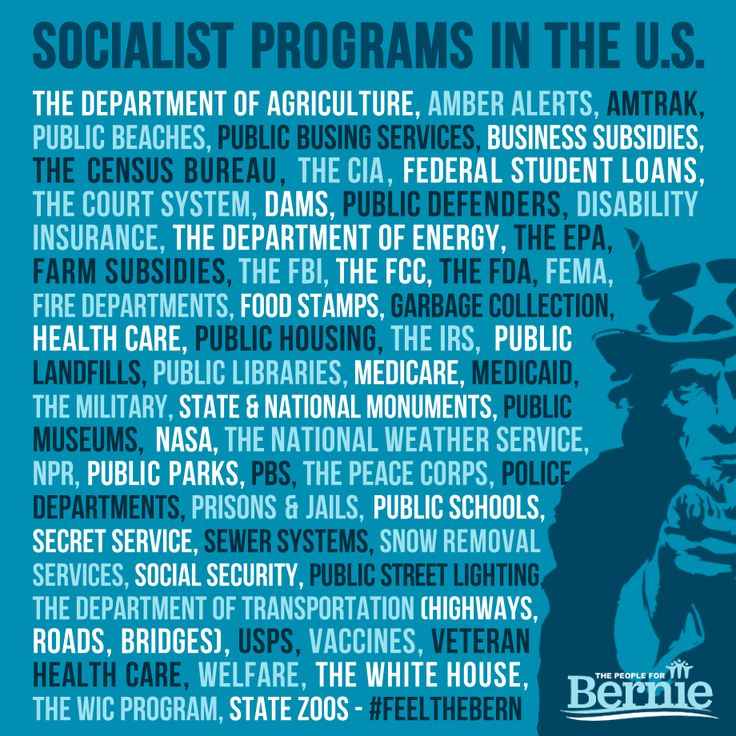 SOCIALIST PROGRAMS IN THE U.S.
THE DEPARTMENT OF AGRICULTURE, AMBER ALERTS, AMTRAK,
PUBLIC BEACHES, PUBLIC BUSING SERVICES, BUSINESS SUBSIDIES,
THE CENSUS BUREAU, THE CIA, FEDERAL STUDENT LOANS,
THE COURT SYSTEM, DAMS, PUBLIC DEFENDERS, DISABILITY
INSURANCE, THE DEPARTMENT OF ENERGY, THE EPA,
FARM SUBSIDIES, THE FBI, THE FCC, THE FDA, FEMA,
FIRE DEPARTMENTS, FOOD STAMPS, GARBAGE COLLECTION,
HEALTH CARE, PUBLIC HOUSING, THE IRS, PUBLIC
LANDFILLS, PUBLIC LIBRARIES, MEDICARE, MEDICAID,
THE MILITARY, STATE & NATIONAL MONUMENTS, PUBLIC
MUSEUMS, NASA, THE NATIONAL WEATHER SERVICE,
NPR, PUBLIC PARKS, PBS, THE PEACE CORPS, POLICE
DEPARTMENTS, PRISONS & JAILS, PUBLIC SCHOOLS,
SECRET SERVICE, SEWER SYSTEMS, SNOW REMOVAL
SERVICES, SOCIAL SECURITY, PUBLIC STREET LIGHTING,
THE DEPARTMENT OF TRANSPORTATION (HIGHWAYS,
ROADS, BRIDGES), USPS, VACCINES, VETERAN
HEALTH CARE, WELFARE, THE WHITE HOUSE,
THE WIC PROGRAM, STATE ZOOS - #FEELTHEBERN
THE PEOPLE FOR
Bernie